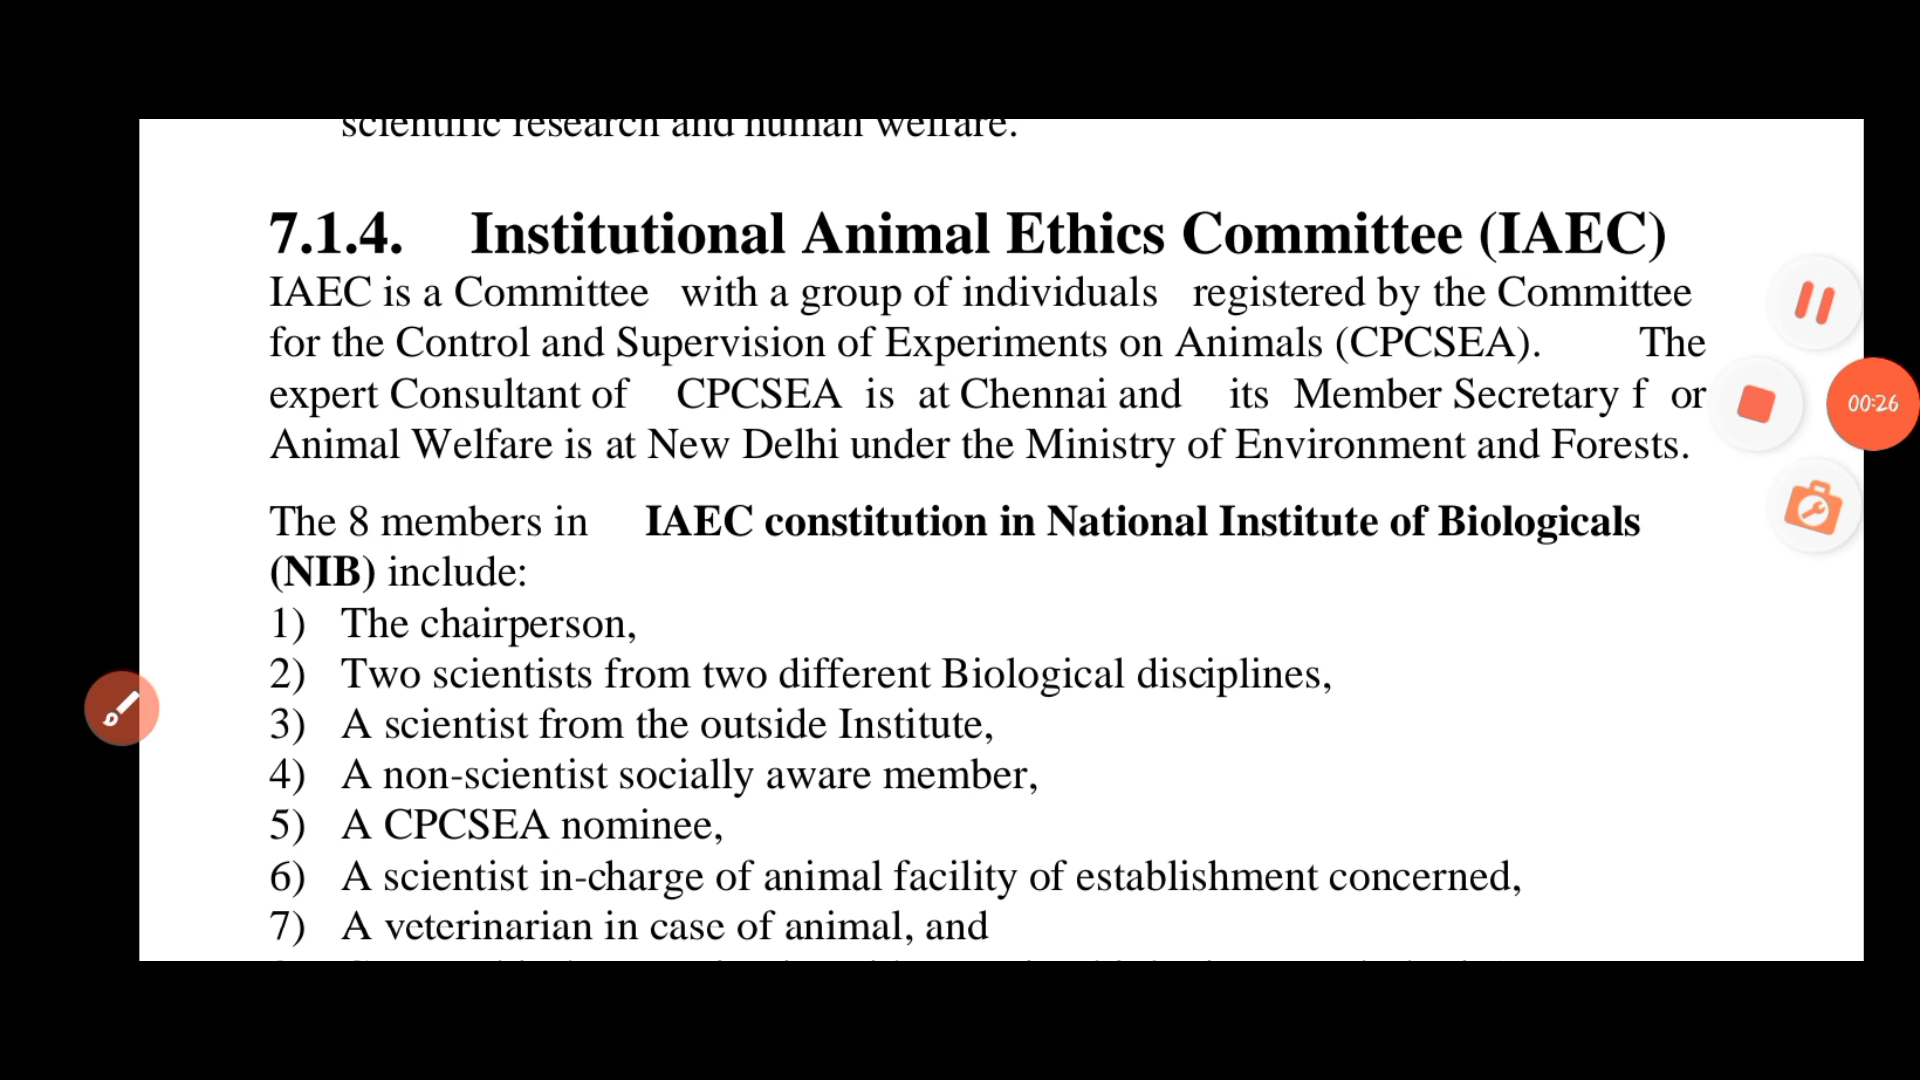 scientific research and human welfare.
7.1.4. Institutional Animal Ethics Committee (IAEC)
IAEC is a Committee with a group of individuals registered by the Committee
for the Control and Supervision of Experiments on Animals (CPCSEA). The
expert Consultant of CPCSEA is at Chennai and its Member Secretary f or
Animal Welfare is at New Delhi under the Ministry of Environment and Forests.
The 8 members in IAEC constitution in National Institute of Biologicals
(NIB) include:
1) The chairperson,
2) Two scientists from two different Biological disciplines,
3) A scientist from the outside Institute,
4) A non-scientist socially aware member,
5) A CPCSEA nominee,
6) A scientist in-charge of animal facility of establishment concerned,
7) A veterinarian in case of animal, and
00:26